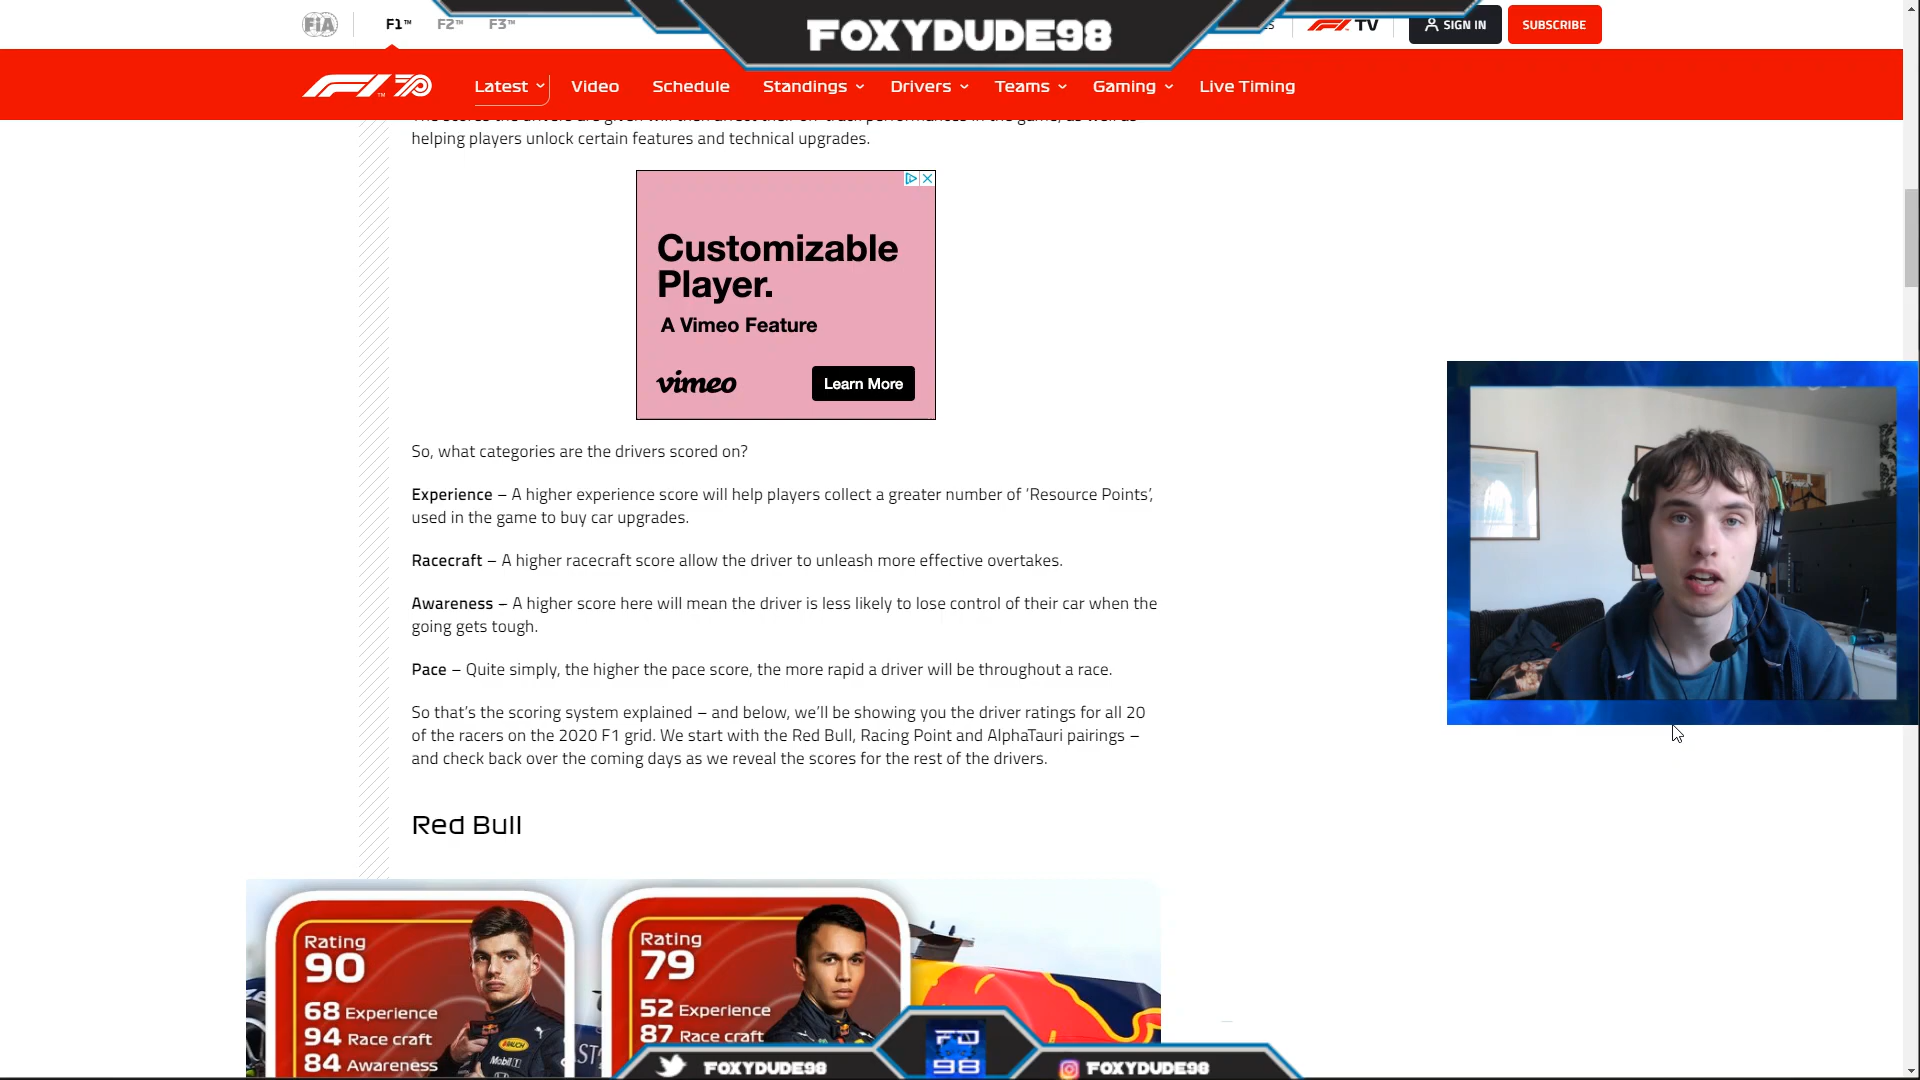 FIA
F1™
F2™
F3™
FOXYDUDE98
F1 TV
SIGN IN
SUBSCRIBE
Latest
Video
Schedule
Standings
Drivers
Teams
Gaming
Live Timing
helping players unlock certain features and technical upgrades.
Customizable
Player.
A Vimeo Feature
vimeo
Learn More
So, what categories are the drivers scored on?
Experience – A higher experience score will help players collect a greater number of ‘Resource Points’,
used in the game to buy car upgrades.
Racecraft – A higher racecraft score allow the driver to unleash more effective overtakes.
Awareness – A higher score here will mean the driver is less likely to lose control of their car when the
going gets tough.
Pace – Quite simply, the higher the pace score, the more rapid a driver will be throughout a race.
So that’s the scoring system explained – and below, we’ll be showing you the driver ratings for all 20
of the racers on the 2020 F1 grid. We start with the Red Bull, Racing Point and AlphaTauri pairings –
and check back over the coming days as we reveal the scores for the rest of the drivers.
Red Bull
Rating
90
68 Experience
94 Race craft
84 Awareness
Rating
79
52 Experience
87 Race craft
FD
98
FOXYDUDE98
FOXYDUDE98